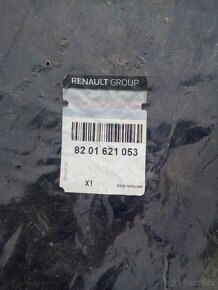 RENAULT GROUP
82 01 621 053
X1
MADE IN POLAND